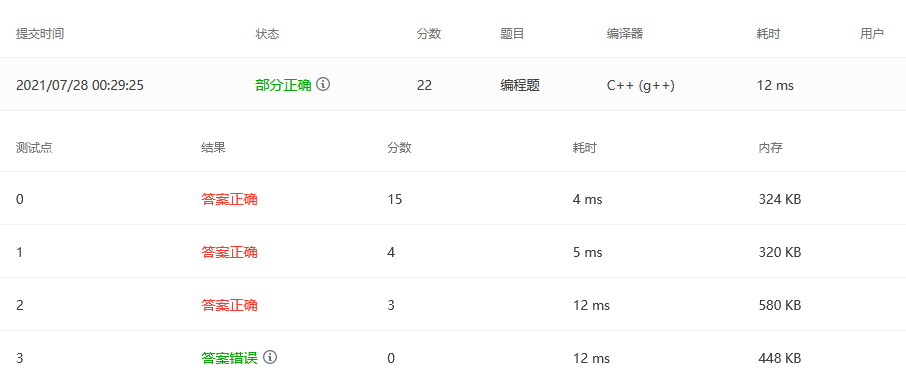 提交时间 状态 分数 题目 编译器 耗时 用户
2021/07/28 00:29:25 部分正确 22 编程题 C++ (g++) 12 ms
测试点 结果 分数 耗时 内存
0 答案正确 15 4 ms 324 KB
1 答案正确 4 5 ms 320 KB
2 答案正确 3 12 ms 580 KB
3 答案错误 0 12 ms 448 KB